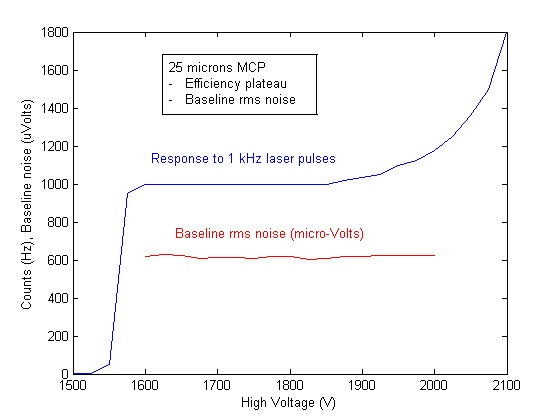 1800
1600
1400
1200
1000
800
600
400
200
0
Counts (Hz), Baseline noise (uVolts)
25 microns MCP
- Efficiency plateau
- Baseline rms noise
Response to 1 kHz laser pulses
Baseline rms noise (micro-Volts)
1500 1600 1700 1800 1900 2000 2100
High Voltage (V)